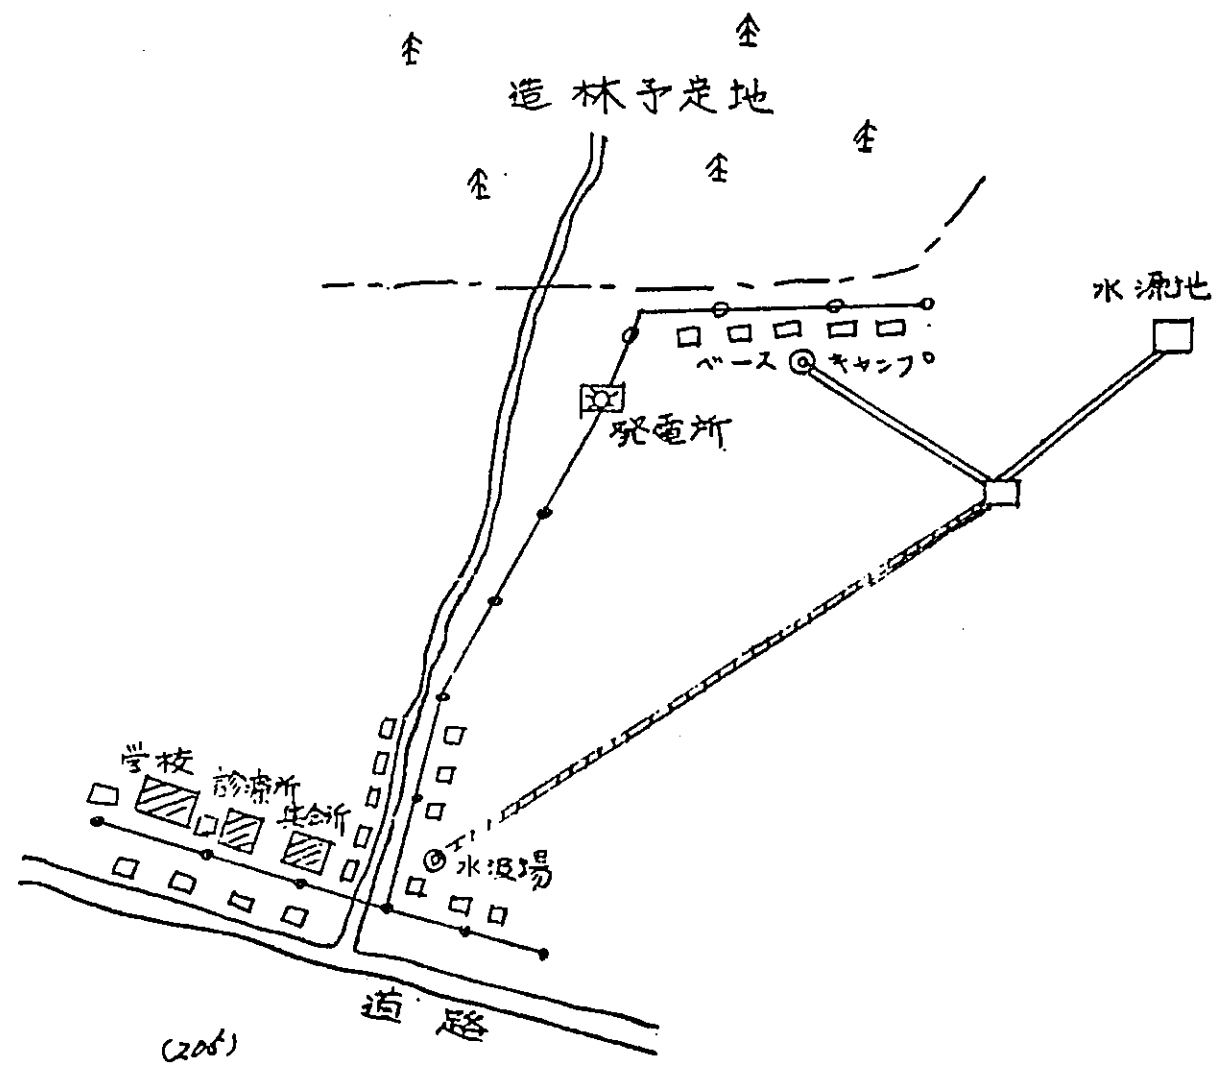 造林予定地
水源地
ベースキャンプ
発電所
学校
診療所
集会所
水汲場
道路